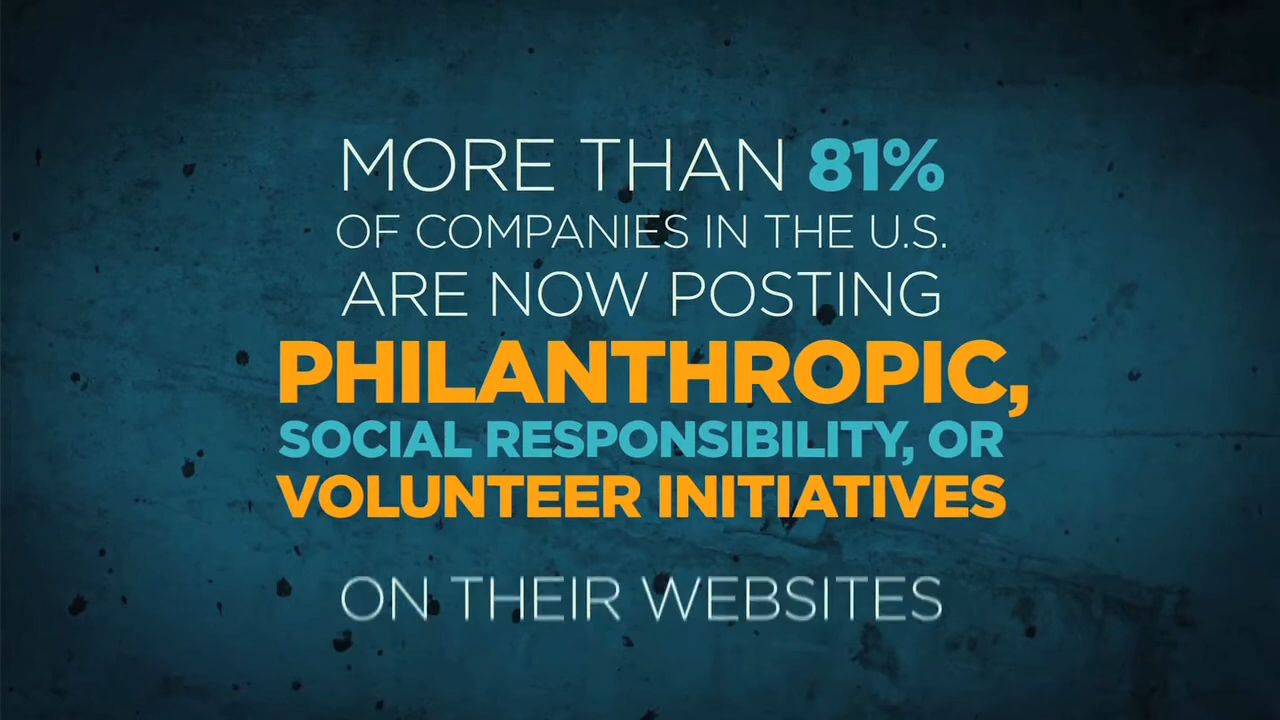 MORE THAN 81%
OF COMPANIES IN THE U.S.
ARE NOW POSTING
PHILANTHROPIC,
SOCIAL RESPONSIBILITY, OR
VOLUNTEER INITIATIVES
ON THEIR WEBSITES